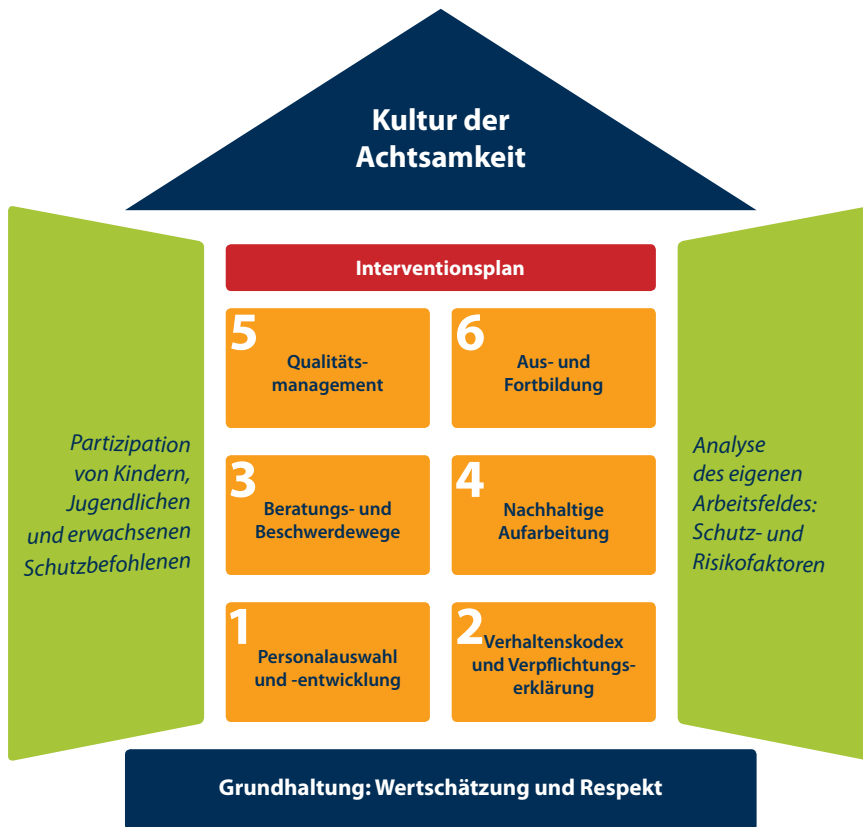 Kultur der
Achtsamkeit
Interventionsplan
5
Qualitäts-
management
6
Aus- und
Fortbildung
Partizipation
von Kindern,
Jugendlichen
und erwachsenen
Schutzbefohlenen
3
Beratungs- und
Beschwerdewege
4
Nachhaltige
Aufarbeitung
Analyse
des eigenen
Arbeitsfeldes:
Schutz- und
Risikofaktoren
1
Personalauswahl
und -entwicklung
2
Verhaltenskodex
und Verpflichtungs-
erklärung
Grundhaltung: Wertschätzung und Respekt